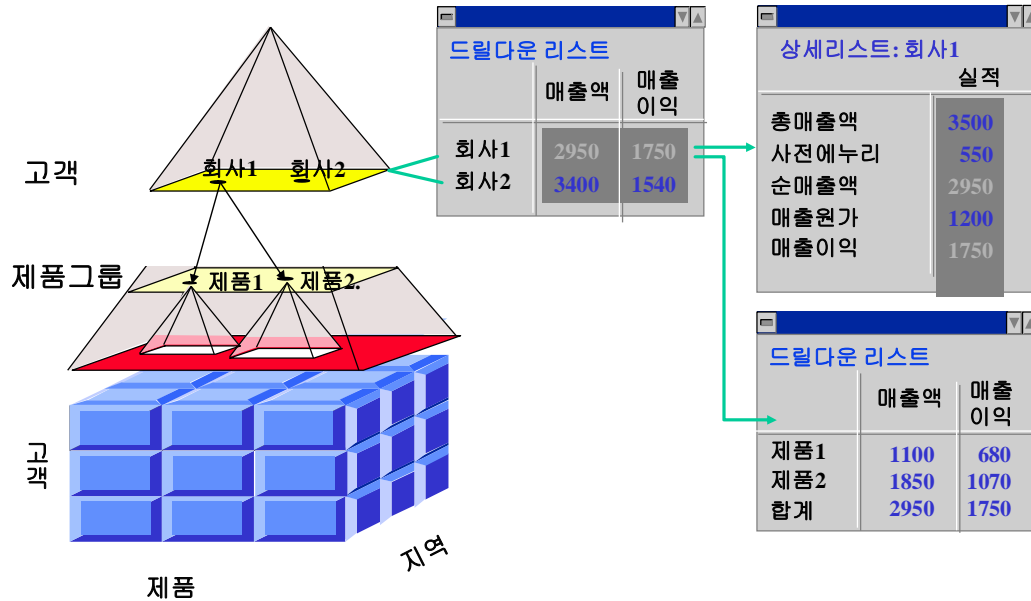 고객
회사1 회사2
제품그룹
제품1 제품2.
고객
제품
지역
드릴다운 리스트
매출액 매출
이익
회사1 2950 1750
회사2 3400 1540
상세리스트: 회사1
실적
총매출액 3500
사전에누리 550
순매출액 2950
매출원가 1200
매출이익 1750
드릴다운 리스트
매출액 매출
이익
제품1 1100 680
제품2 1850 1070
합계 2950 1750